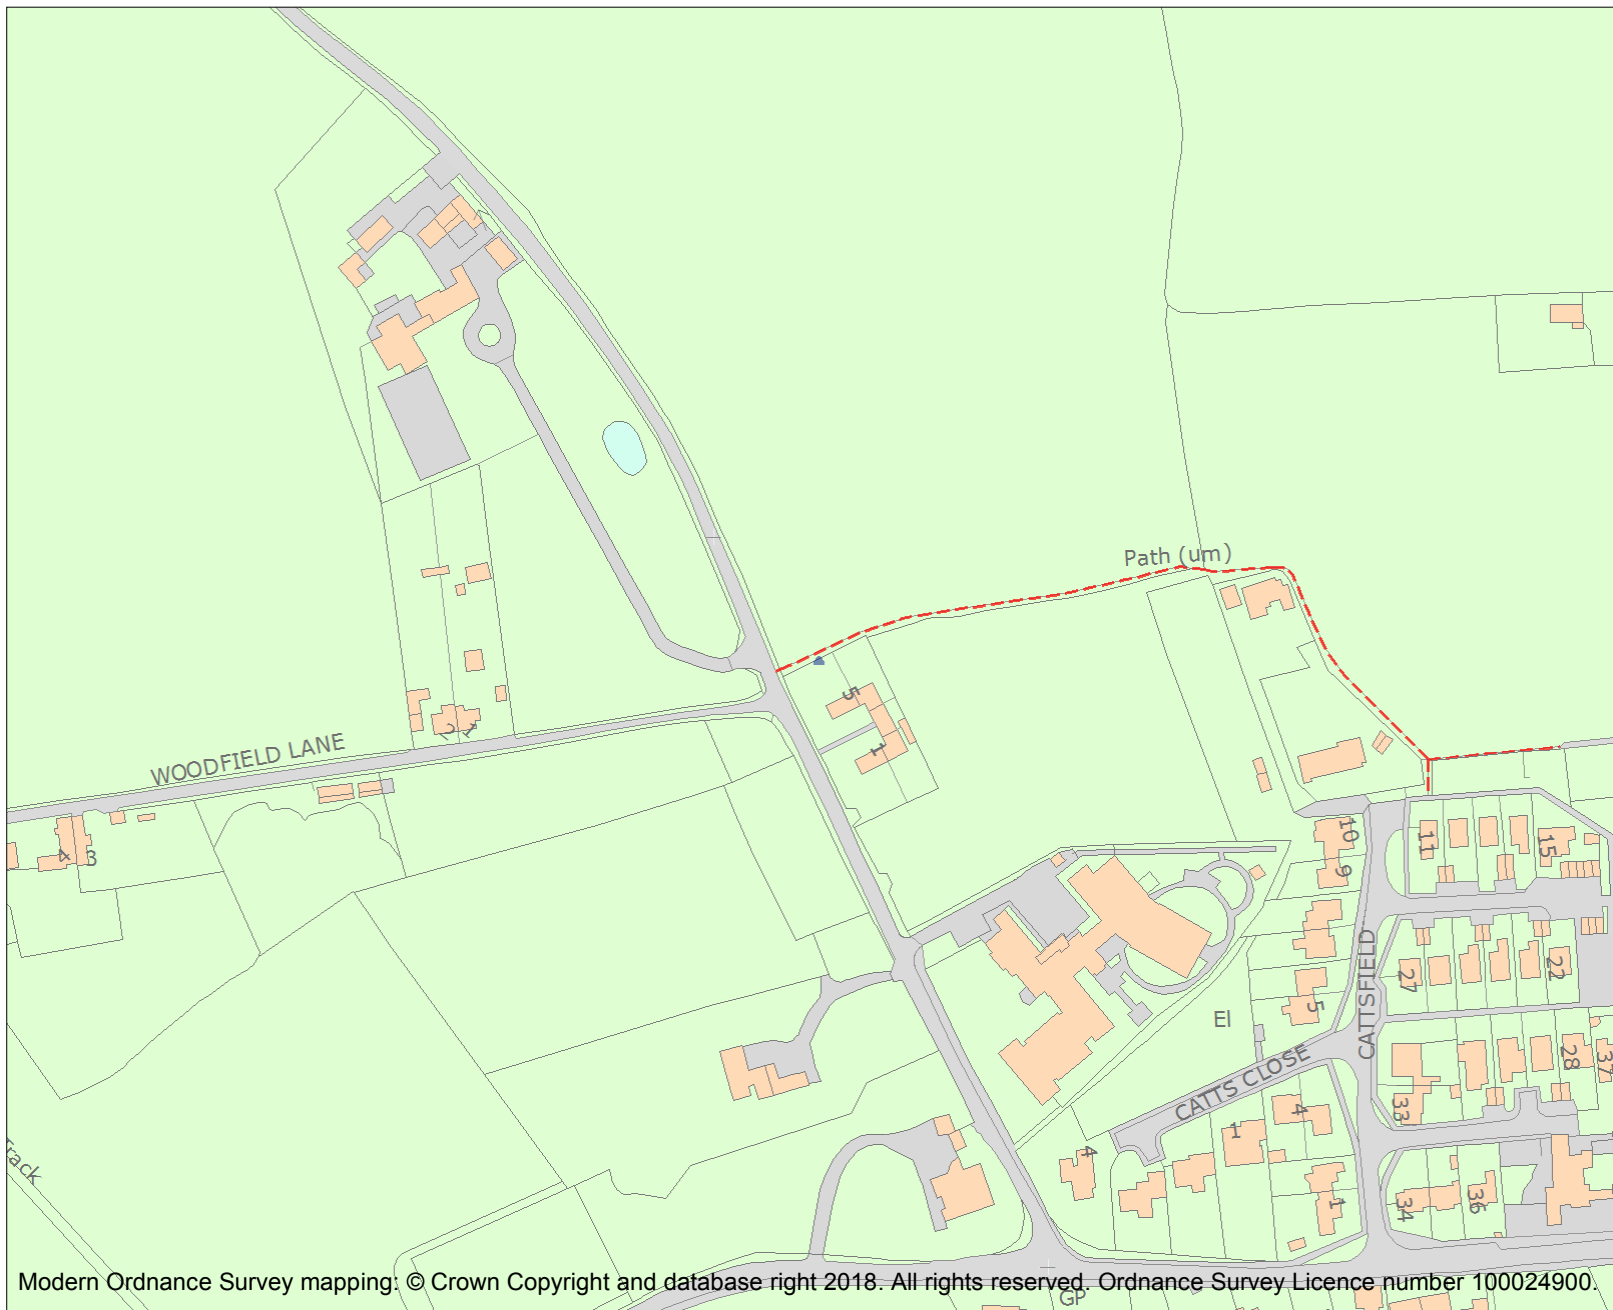 7
Path (um)
5
1
2
1
WOODFIELD LANE
4
3
10
11
15
9
CATTSFIELD
27
22
5
El
CATTS CLOSE
28
37
33
4
1
4
Track
1
34
36
Modern Ordnance Survey mapping: © Crown Copyright and database right 2018. All rights reserved. Ordnance Survey Licence number 100024900.
GP